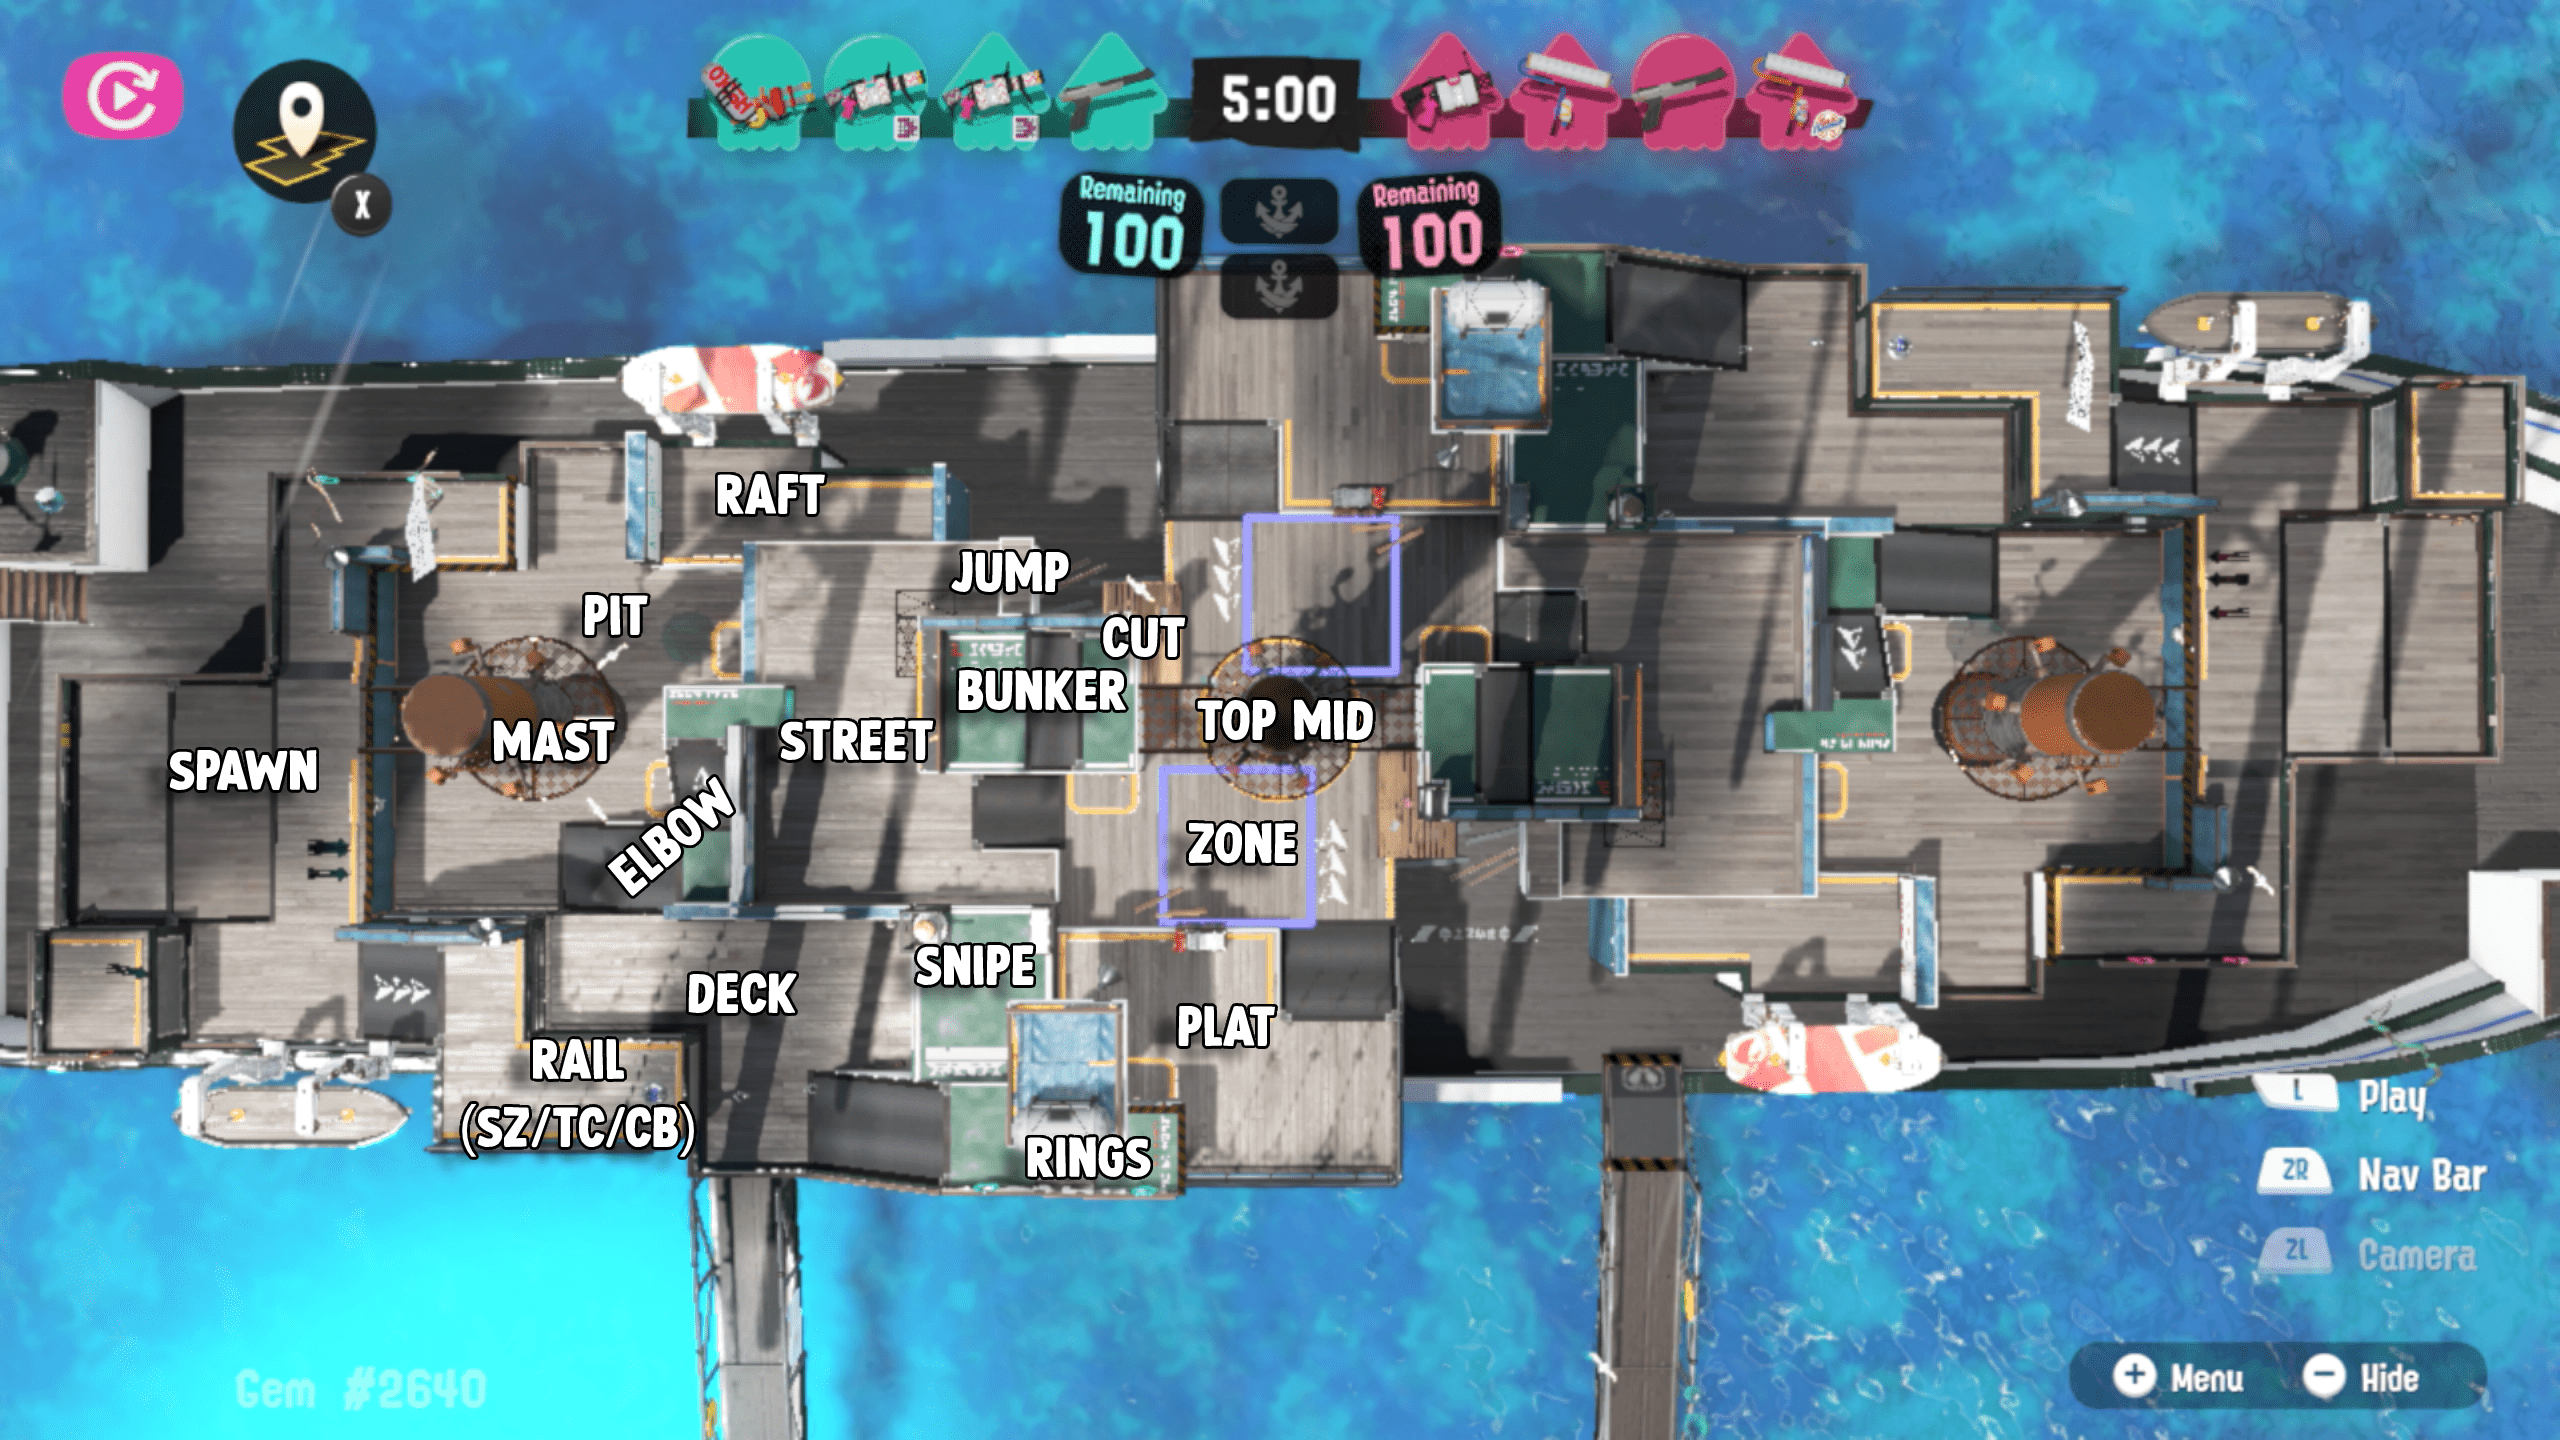 X
5:00
Remaining
100
Remaining
100
RAFT
JUMP
PIT
CUT
BUNKER
MAST
STREET
TOP MID
SPAWN
ELBOW
ZONE
SNIPE
DECK
PLAT
RAIL
(SZ/TC/CB)
RINGS
L Play
ZR Nav Bar
ZL Camera
Gem #2640
+ Menu
- Hide